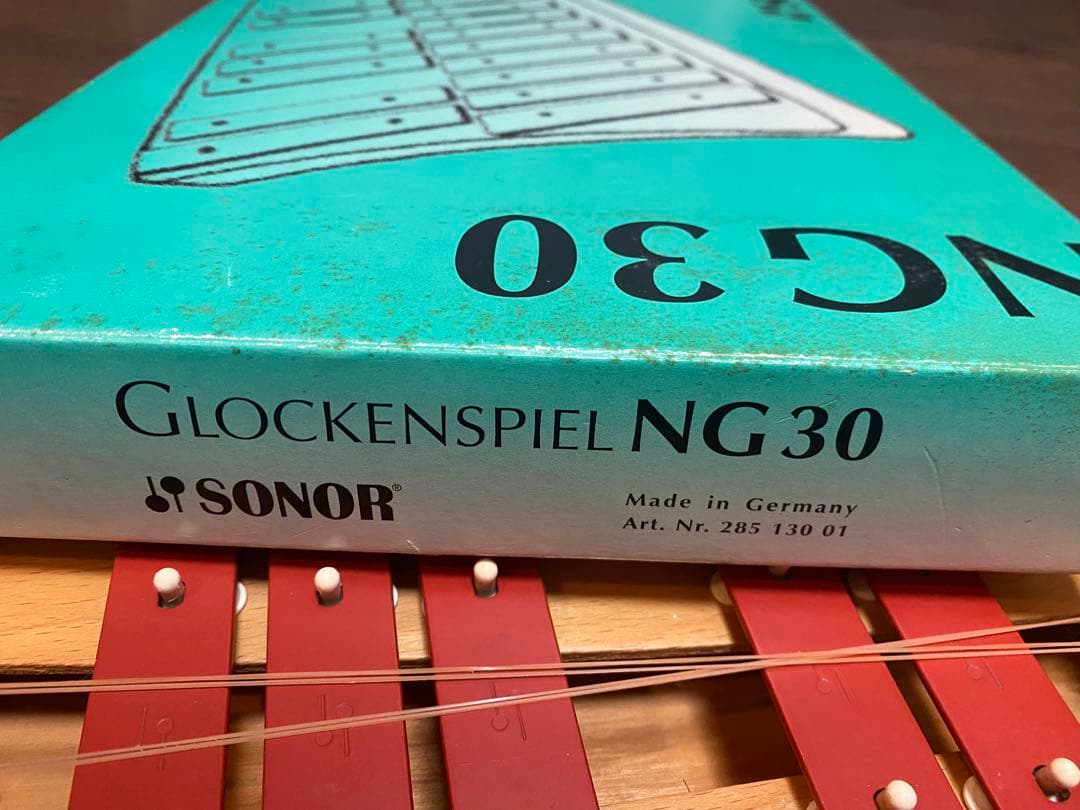 NG30
GLOCKENSPIEL NG30
SONOR®
Made in Germany
Art. Nr. 285 130 01